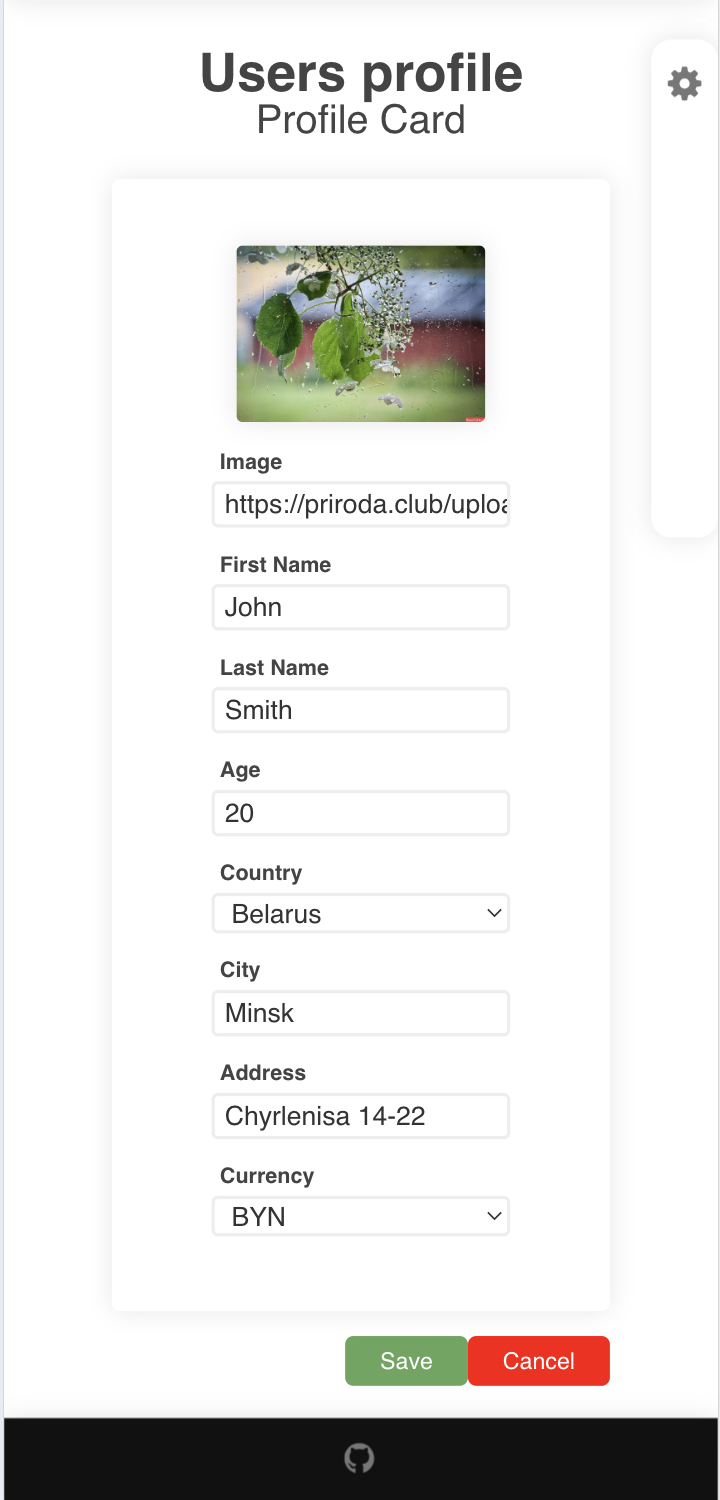 Users profile
Profile Card
Image
https://priroda.club/uploa
First Name
John
Last Name
Smith
Age
20
Country
Belarus
City
Minsk
Address
Chyrlenisa 14-22
Currency
BYN
Save
Cancel